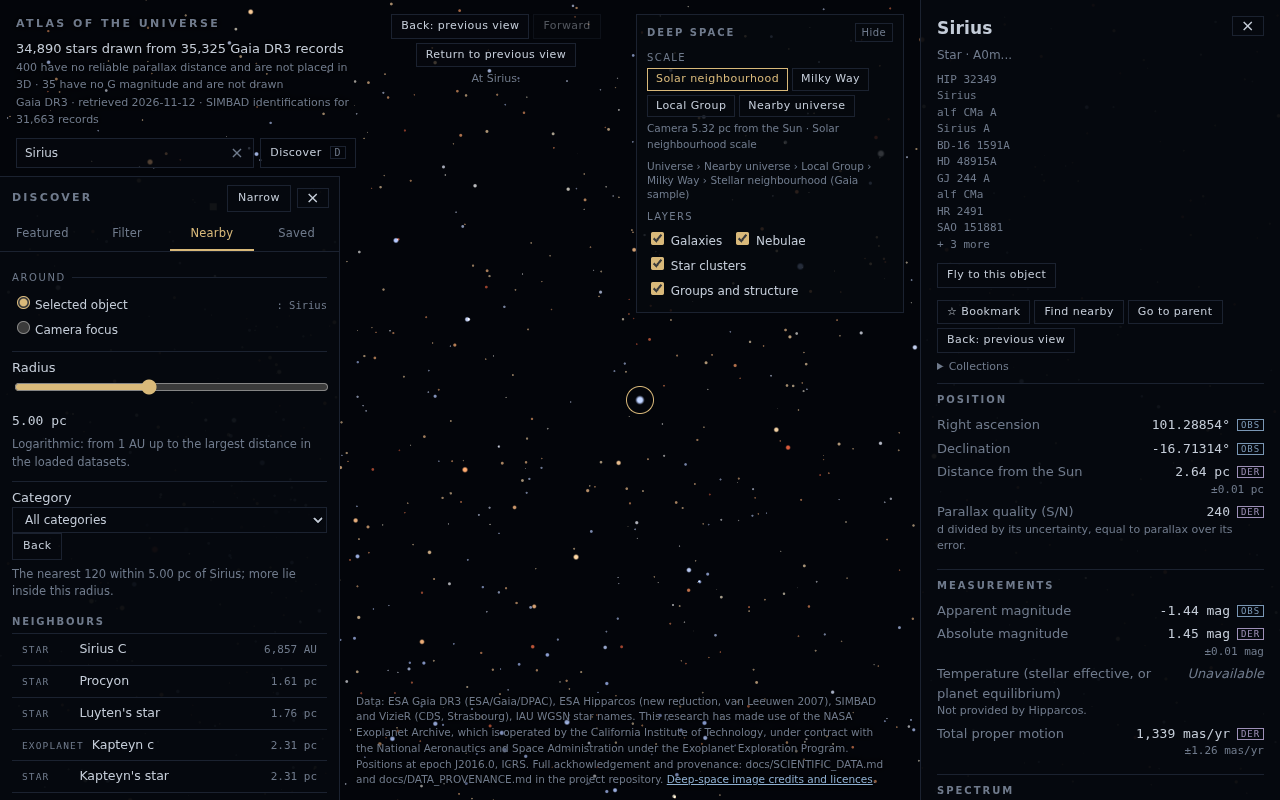 ATLAS OF THE UNIVERSE
34,890 stars drawn from 35,325 Gaia DR3 records
400 have no reliable parallax distance and are not placed in
3D · 35 have no G magnitude and are not drawn
Gaia DR3 · retrieved 2026-11-12 · SIMBAD identifications for
31,663 records
Sirius
Discover D
DISCOVER
Narrow
Featured
Filter
Nearby
Saved
AROUND
Selected object : Sirius
Camera focus
Radius
5.00 pc
Logarithmic: from 1 AU up to the largest distance in
the loaded datasets.
Category
All categories
Back
The nearest 120 within 5.00 pc of Sirius; more lie
inside this radius.
NEIGHBOURS
STAR Sirius C 6,857 AU
STAR Procyon 1.61 pc
STAR Luyten's star 1.76 pc
EXOPLANET Kapteyn c 2.31 pc
STAR Kapteyn's star 2.31 pc
Back: previous view
Forward
Return to previous view
At Sirius.
DEEP SPACE
Hide
SCALE
Solar neighbourhood
Milky Way
Local Group
Nearby universe
Camera 5.32 pc from the Sun · Solar
neighbourhood scale
Universe › Nearby universe › Local Group ›
Milky Way › Stellar neighbourhood (Gaia
sample)
LAYERS
Galaxies
Nebulae
Star clusters
Groups and structure
Data: ESA Gaia DR3 (ESA/Gaia/DPAC), ESA Hipparcos (new reduction, van Leeuwen 2007), SIMBAD
and VizieR (CDS, Strasbourg), IAU WGSN star names. This research has made use of the NASA
Exoplanet Archive, which is operated by the California Institute of Technology, under contract with
the National Aeronautics and Space Administration under the Exoplanet Exploration Program.
Positions at epoch J2016.0, ICRS. Full acknowledgement and provenance: docs/SCIENTIFIC_DATA.md
and docs/DATA_PROVENANCE.md in the project repository. Deep-space image credits and licences.
Sirius
Star · A0m...
HIP 32349
Sirius
alf CMa A
Sirius A
BD-16 1591A
HD 48915A
GJ 244 A
alf CMa
HR 2491
SAO 151881
+ 3 more
Fly to this object
☆ Bookmark
Find nearby
Go to parent
Back: previous view
Collections
POSITION
Right ascension 101.28854° OBS
Declination -16.71314° OBS
Distance from the Sun 2.64 pc DER
±0.01 pc
Parallax quality (S/N) 240 DER
d divided by its uncertainty, equal to parallax over its
error.
MEASUREMENTS
Apparent magnitude -1.44 mag OBS
Absolute magnitude 1.45 mag DER
±0.01 mag
Temperature (stellar effective, or Unavailable
planet equilibrium)
Not provided by Hipparcos.
Total proper motion 1,339 mas/yr DER
±1.26 mas/yr
SPECTRUM